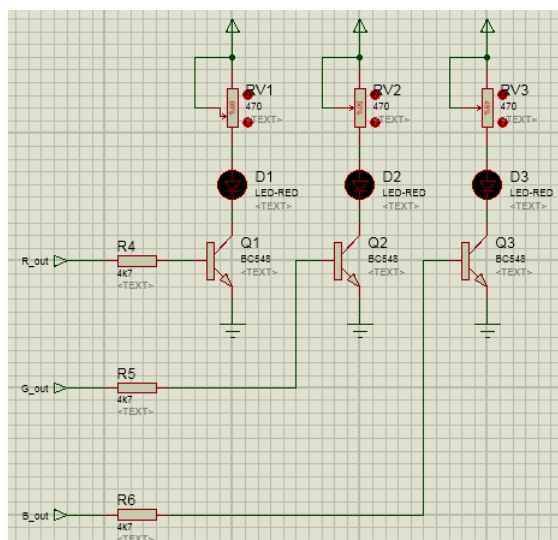 RV1 RV2 RV3
470 470 470
<TEXT> <TEXT> <TEXT>
D1 D2 D3
LED-RED LED-RED LED-RED
<TEXT> <TEXT> <TEXT>
R4 Q1 Q2 Q3
R_out BC548 BC548 BC548
4k7 <TEXT> <TEXT> <TEXT>
<TEXT>
R5
G_out
4k7
<TEXT>
R6
B_out
4k7
<TEXT>